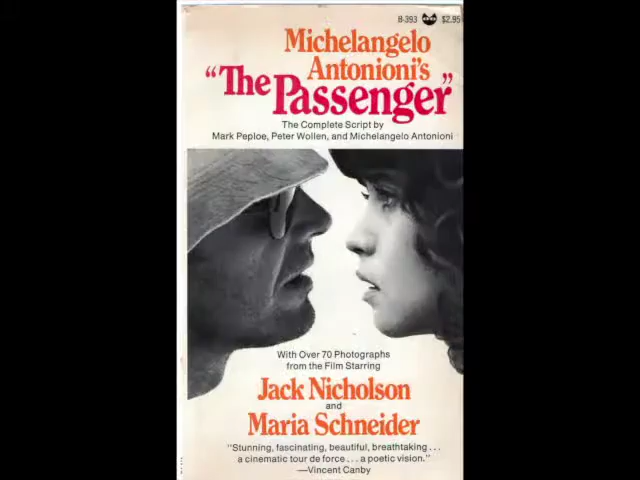 B-393 $2.95
Michelangelo
Antonioni's
"The
Passenger"
The Complete Script by
Mark Peploe, Peter Wollen, and Michelangelo Antonioni
With Over 70 Photographs
from the Film Starring
Jack Nicholson
and
Maria Schneider
"Stunning, fascinating, beautiful, breathtaking...
a cinematic tour de force...a poetic vision."
—Vincent Canby